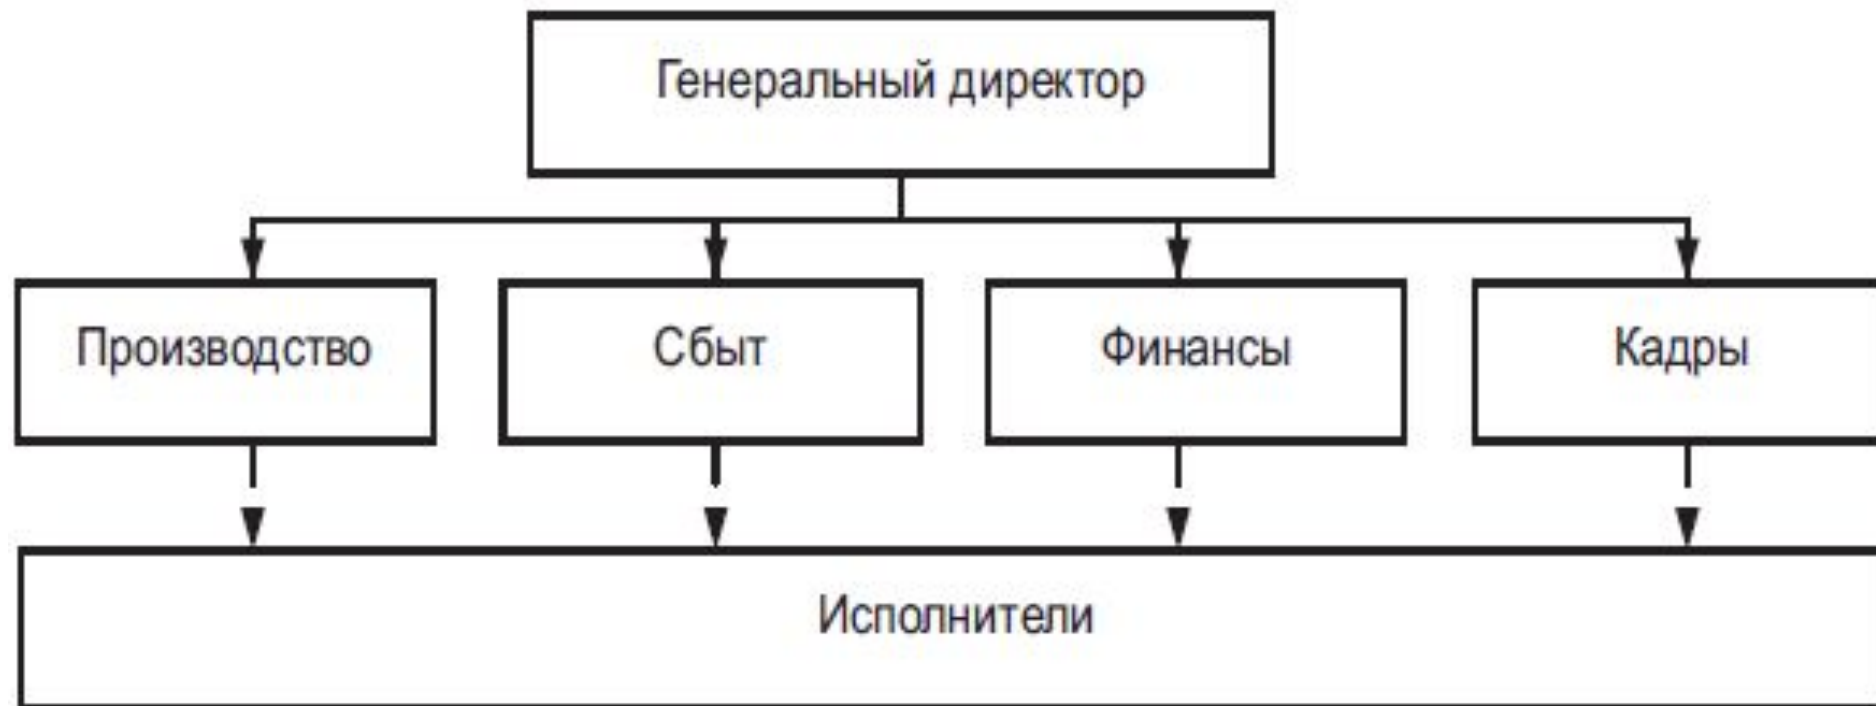 Генеральный директор
Производство
Сбыт
Финансы
Кадры
Исполнители